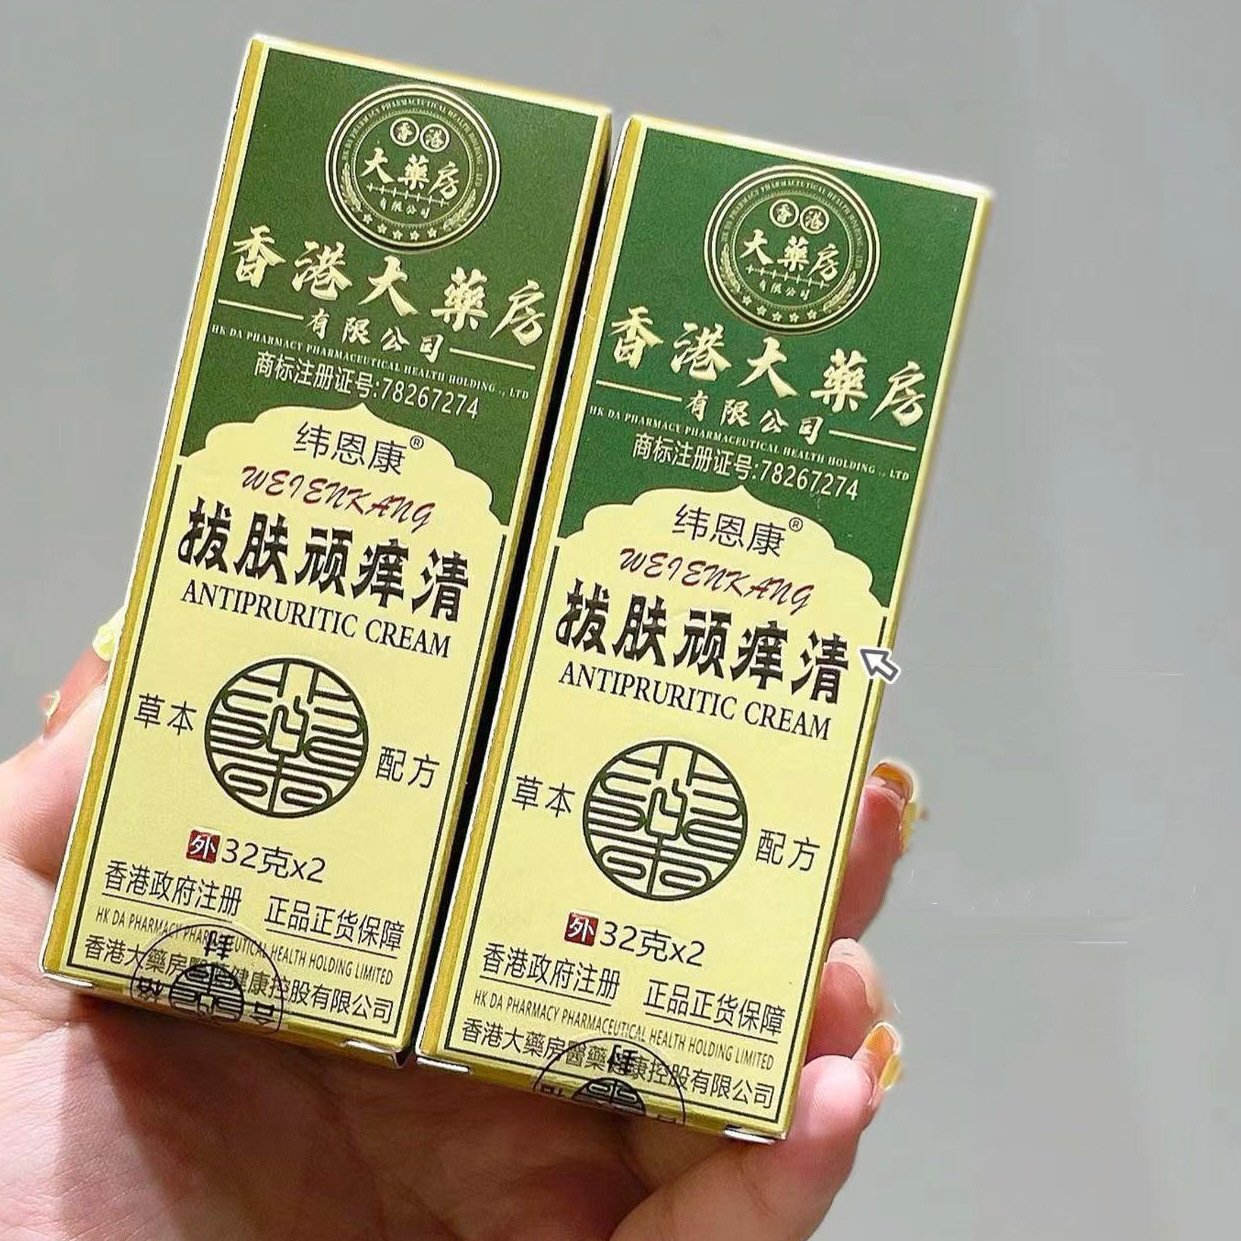 香港
大藥房
有限公司
香港大藥房
有限公司
HK DA PHARMACY PHARMACEUTICAL HEALTH HOLDING ., LTD
商标注册证号:78267274
纬恩康®
WEIENKANG
拔肤顽痒清
ANTIPRURITIC CREAM
草本
配方
外 32克x2
香港政府注册 正品正货保障
HK DA PHARMACY PHARMACEUTICAL HEALTH HOLDING LIMITED
香港大藥房醫藥健康控股有限公司
封
香港
大藥房
有限公司
香港大藥房
有限公司
HK DA PHARMACY PHARMACEUTICAL HEALTH HOLDING ., LTD
商标注册证号:78267274
纬恩康®
WEIENKANG
拔肤顽痒清
ANTIPRURITIC CREAM
草本
配方
外 32克x2
香港政府注册 正品正货保障
HK DA PHARMACY PHARMACEUTICAL HEALTH HOLDING LIMITED
香港大藥房醫藥健康控股有限公司